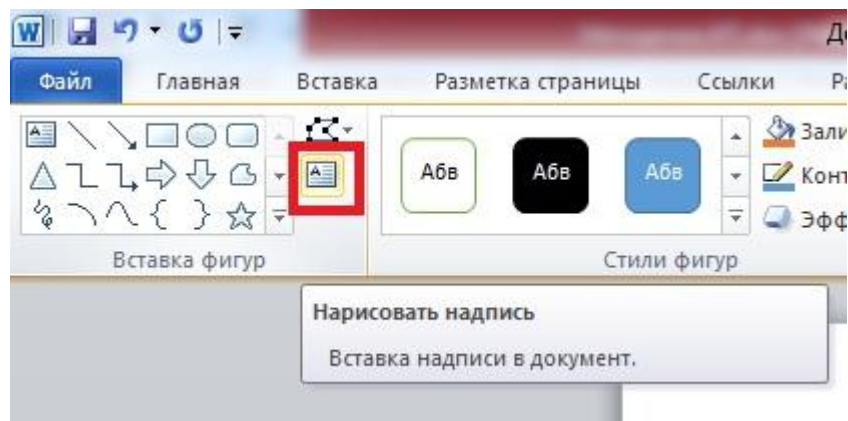 Файл Главная Вставка Разметка страницы Ссылки
Абв Абв Абв
Вставка фигур Стили фигур
Нарисовать надпись
Вставка надписи в документ.